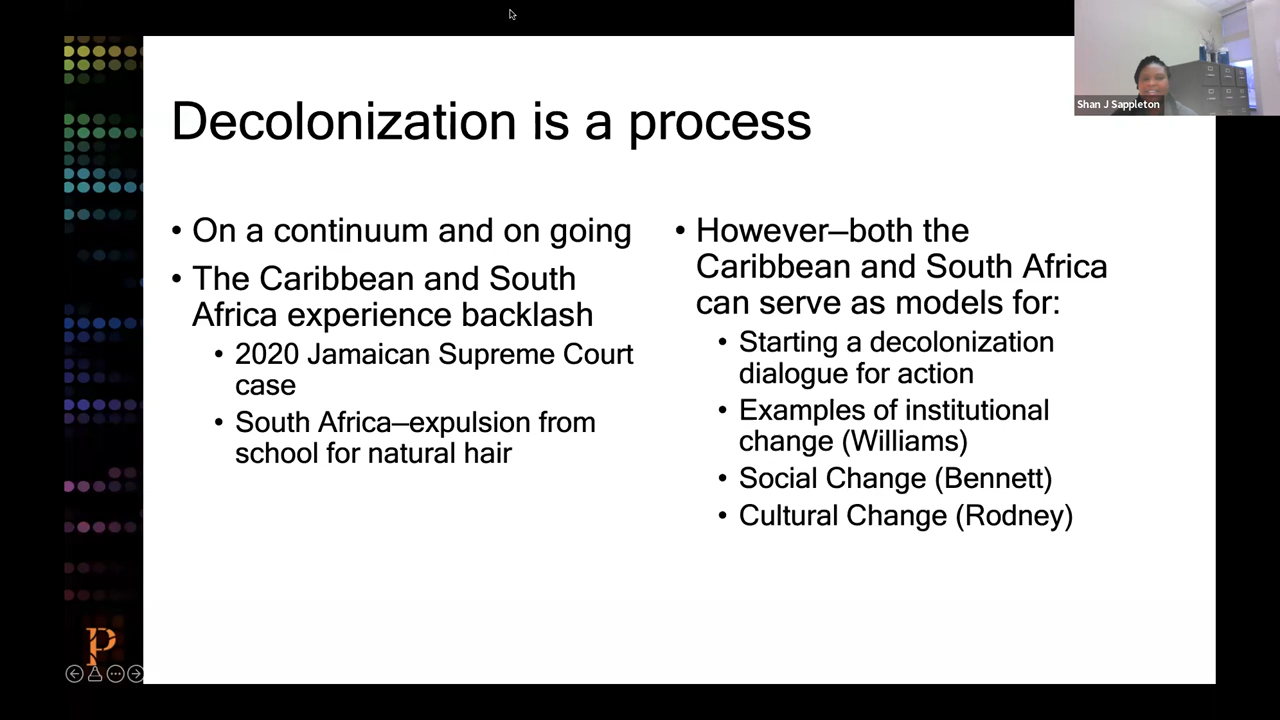 Shan J Sappleton
Decolonization is a process
• On a continuum and on going
• The Caribbean and South
Africa experience backlash
• 2020 Jamaican Supreme Court
case
• South Africa—expulsion from
school for natural hair
• However—both the
Caribbean and South Africa
can serve as models for:
• Starting a decolonization
dialogue for action
• Examples of institutional
change (Williams)
• Social Change (Bennett)
• Cultural Change (Rodney)
P